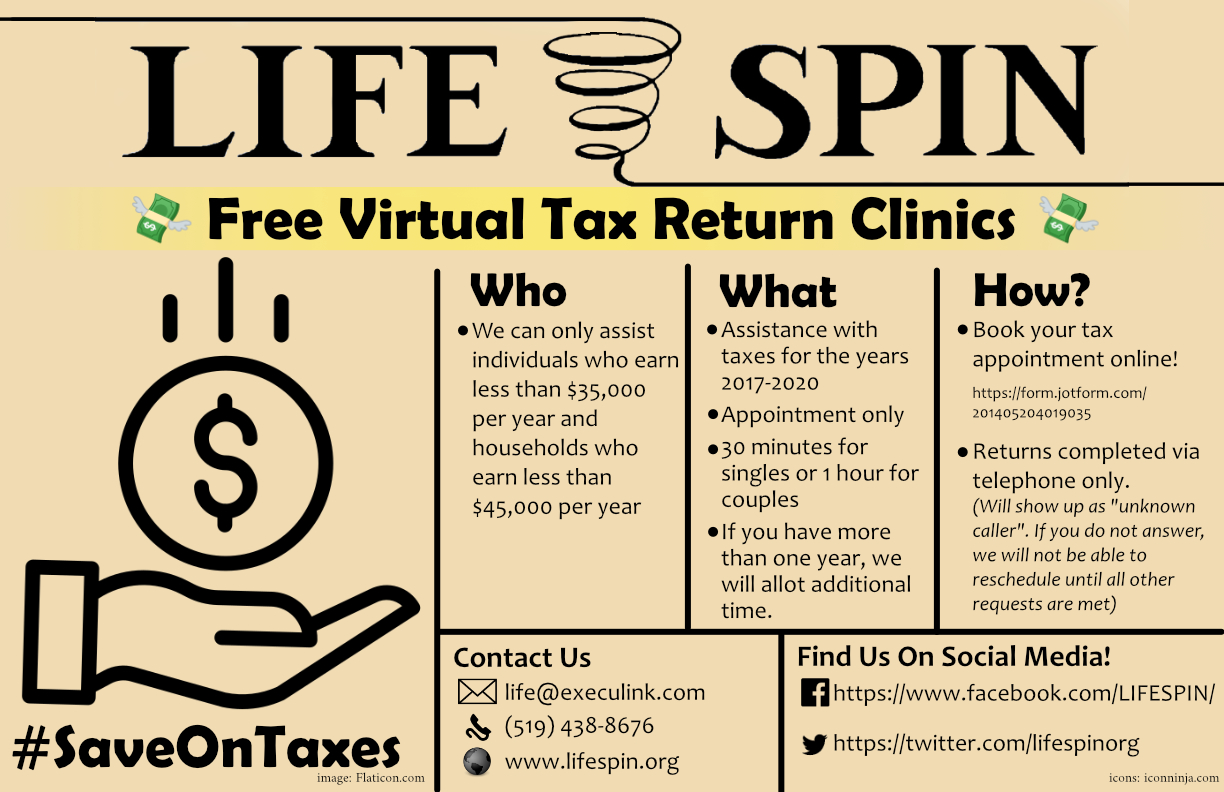 LIFE SPIN
Free Virtual Tax Return Clinics
Who
•We can only assist
individuals who earn
less than $35,000
per year and
households who
earn less than
$45,000 per year
What
•Assistance with
taxes for the years
2017-2020
•Appointment only
•30 minutes for
singles or 1 hour for
couples
•If you have more
than one year, we
will allot additional
time.
How?
•Book your tax
appointment online!
https://form.jotform.com/
201405204019035
•Returns completed via
telephone only.
(Will show up as "unknown
caller". If you do not answer,
we will not be able to
reschedule until all other
requests are met)
#SaveOnTaxes
image: Flaticon.com
Contact Us
life@execulink.com
(519) 438-8676
www.lifespin.org
Find Us On Social Media!
https://www.facebook.com/LIFESPIN/
https://twitter.com/lifespinorg
icons: iconninja.com